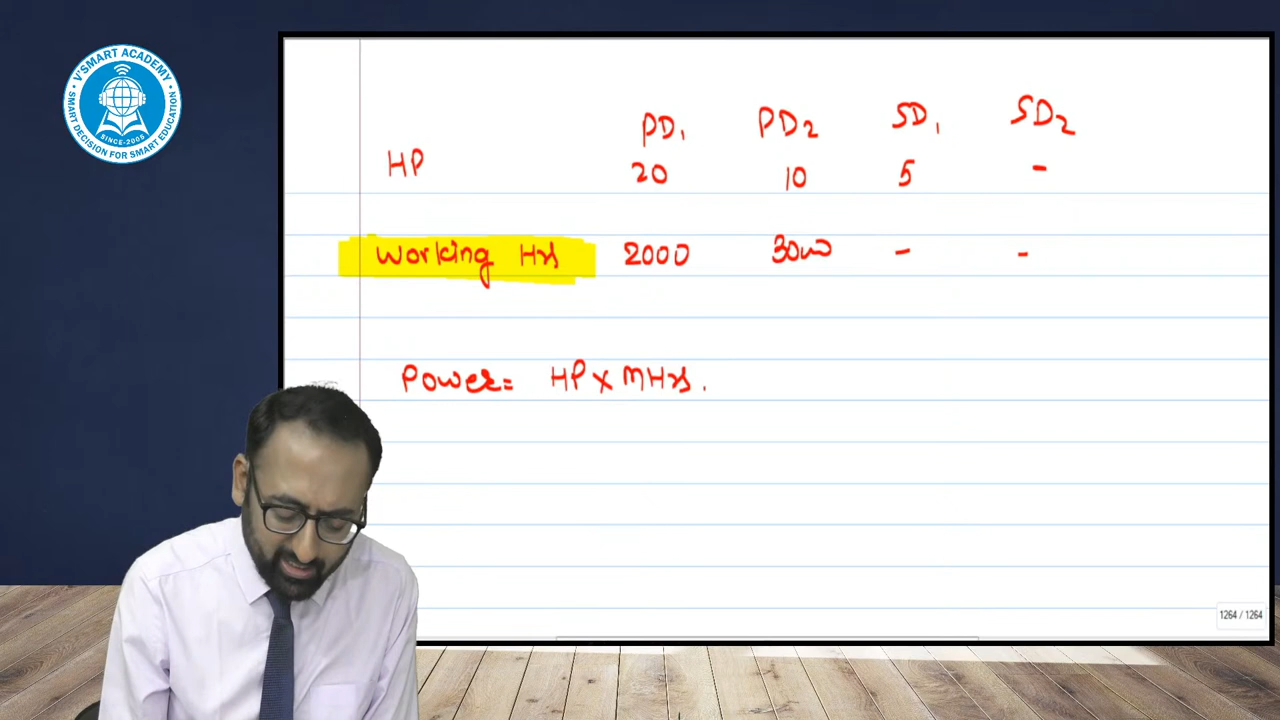 V'SMART ACADEMY
SINCE-2005
SMART DECISION FOR SMART EDUCATION
PD1 PD2 SD1 SD2
HP 20 10 5 -
Working Hrs 2000 3000 - -
Power= HP x MHrs.
1264 / 1264